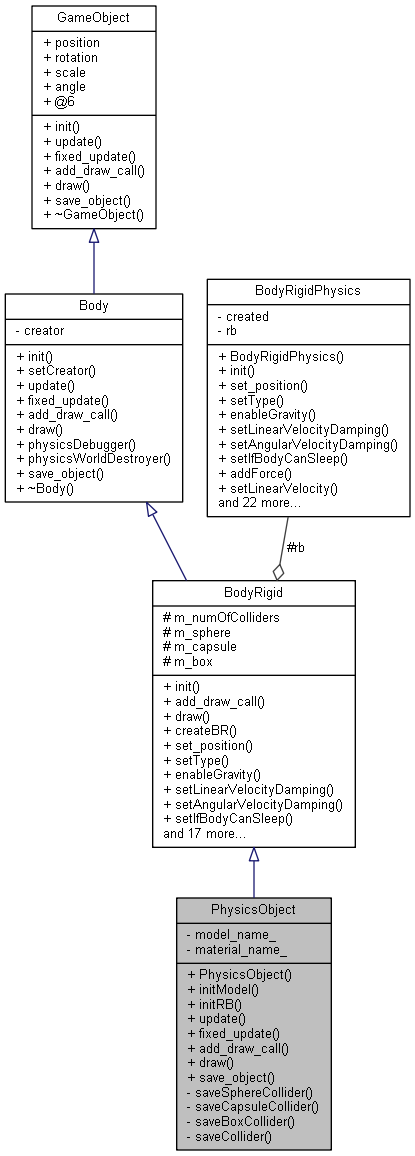 GameObject
+ position
+ rotation
+ scale
+ angle
+ @6
+ init()
+ update()
+ fixed_update()
+ add_draw_call()
+ draw()
+ save_object()
+ ~GameObject()
Body
- creator
+ init()
+ setCreator()
+ update()
+ fixed_update()
+ add_draw_call()
+ draw()
+ physicsDebugger()
+ physicsWorldDestroyer()
+ save_object()
+ ~Body()
BodyRigidPhysics
- created
- rb
+ BodyRigidPhysics()
+ init()
+ set_position()
+ setType()
+ enableGravity()
+ setLinearVelocityDamping()
+ setAngularVelocityDamping()
+ setIfBodyCanSleep()
+ addForce()
+ setLinearVelocity()
and 22 more...
#rb
BodyRigid
# m_numOfColliders
# m_sphere
# m_capsule
# m_box
+ init()
+ add_draw_call()
+ draw()
+ createBR()
+ set_position()
+ setType()
+ enableGravity()
+ setLinearVelocityDamping()
+ setAngularVelocityDamping()
+ setIfBodyCanSleep()
and 17 more...
PhysicsObject
- model_name_
- material_name_
+ PhysicsObject()
+ initModel()
+ initRB()
+ update()
+ fixed_update()
+ add_draw_call()
+ draw()
+ save_object()
- saveSphereCollider()
- saveCapsuleCollider()
- saveBoxCollider()
- saveCollider()